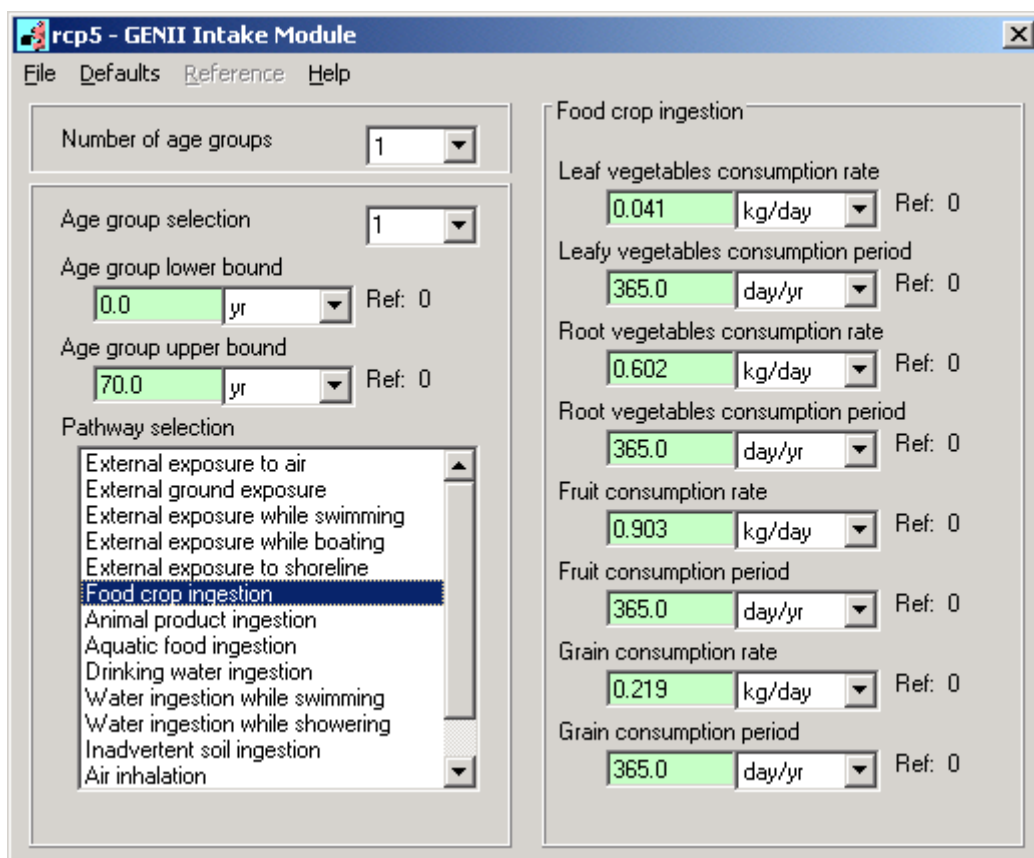 rcp5 - GENII Intake Module
File Defaults Reference Help
Number of age groups 1
Age group selection 1
Age group lower bound
0.0 yr Ref: 0
Age group upper bound
70.0 yr Ref: 0
Pathway selection
External exposure to air
External ground exposure
External exposure while swimming
External exposure while boating
External exposure to shoreline
Food crop ingestion
Animal product ingestion
Aquatic food ingestion
Drinking water ingestion
Water ingestion while swimming
Water ingestion while showering
Inadvertent soil ingestion
Air inhalation
Food crop ingestion
Leaf vegetables consumption rate
0.041 kg/day Ref: 0
Leafy vegetables consumption period
365.0 day/yr Ref: 0
Root vegetables consumption rate
0.602 kg/day Ref: 0
Root vegetables consumption period
365.0 day/yr Ref: 0
Fruit consumption rate
0.903 kg/day Ref: 0
Fruit consumption period
365.0 day/yr Ref: 0
Grain consumption rate
0.219 kg/day Ref: 0
Grain consumption period
365.0 day/yr Ref: 0